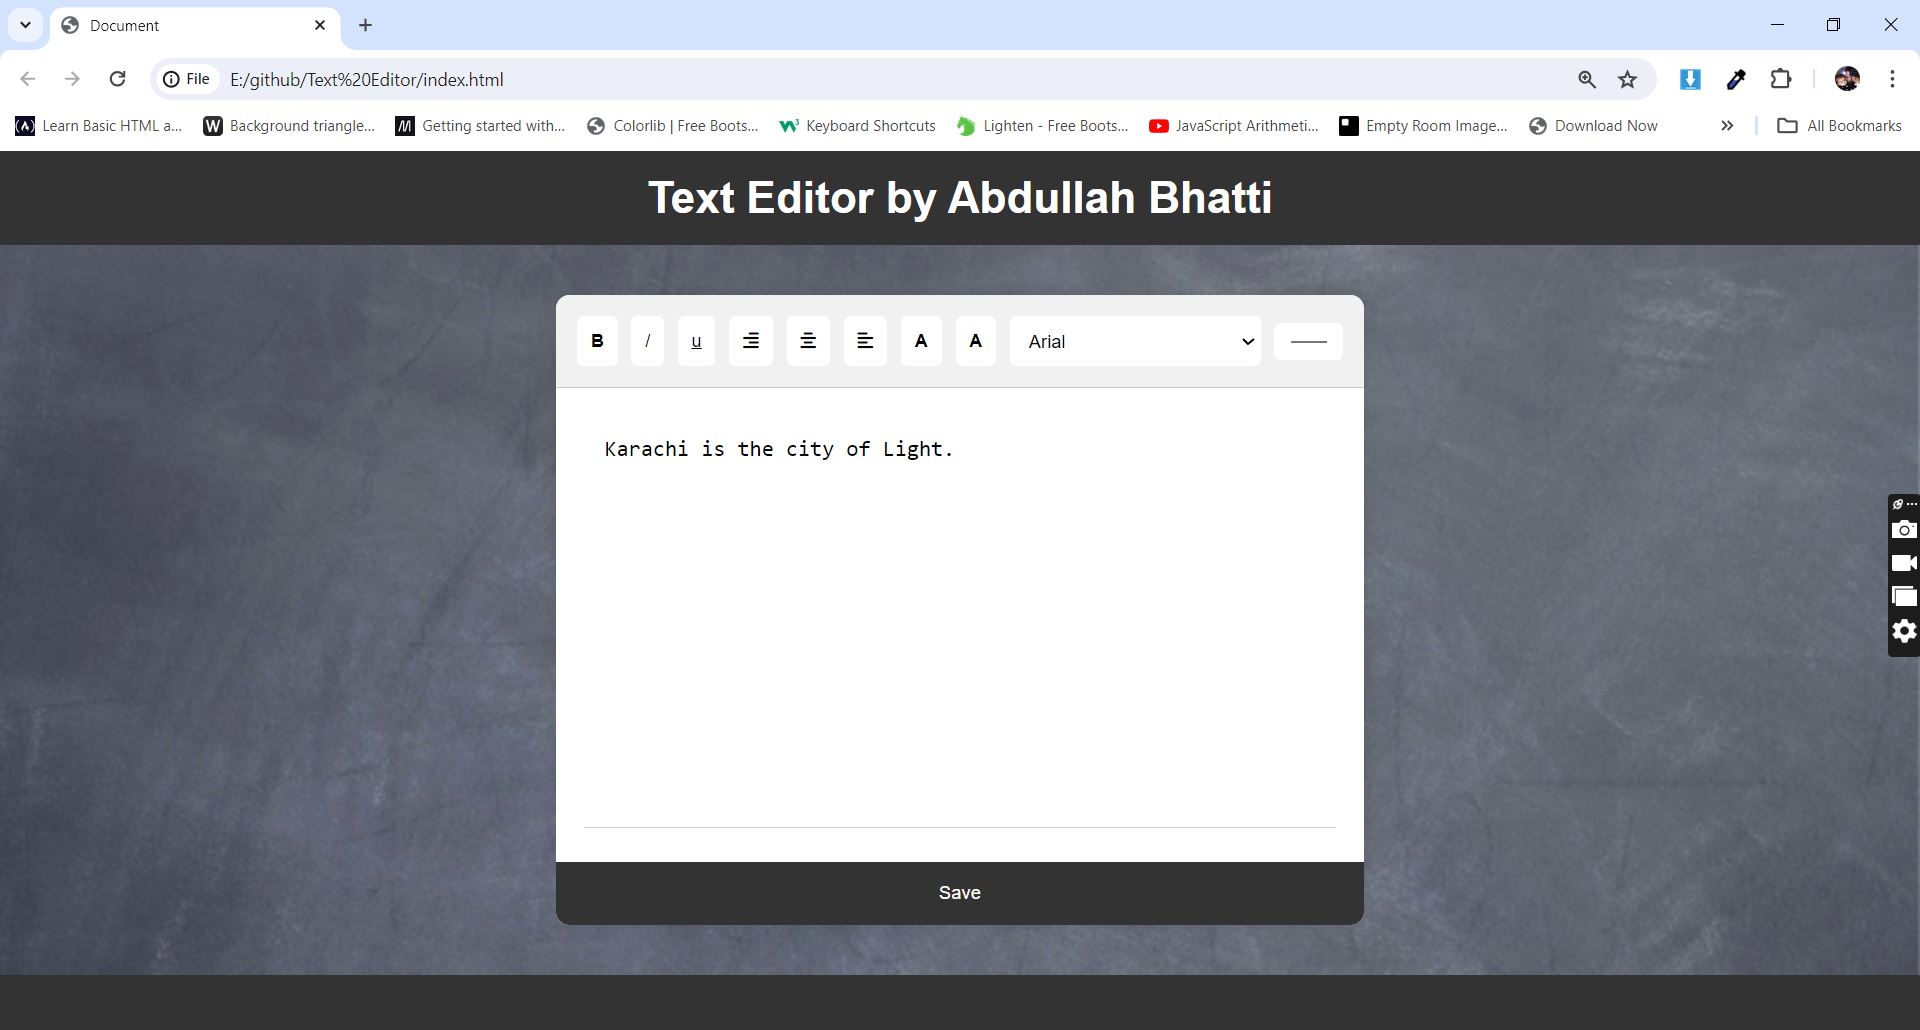 Document
File
E:/github/Text%20Editor/index.html
Learn Basic HTML a...
Background triangle...
Getting started with...
Colorlib | Free Boots...
Keyboard Shortcuts
Lighten - Free Boots...
JavaScript Arithmeti...
Empty Room Image...
Download Now
All Bookmarks
Text Editor by Abdullah Bhatti
B
I
u
A
A
Arial
Karachi is the city of Light.
Save